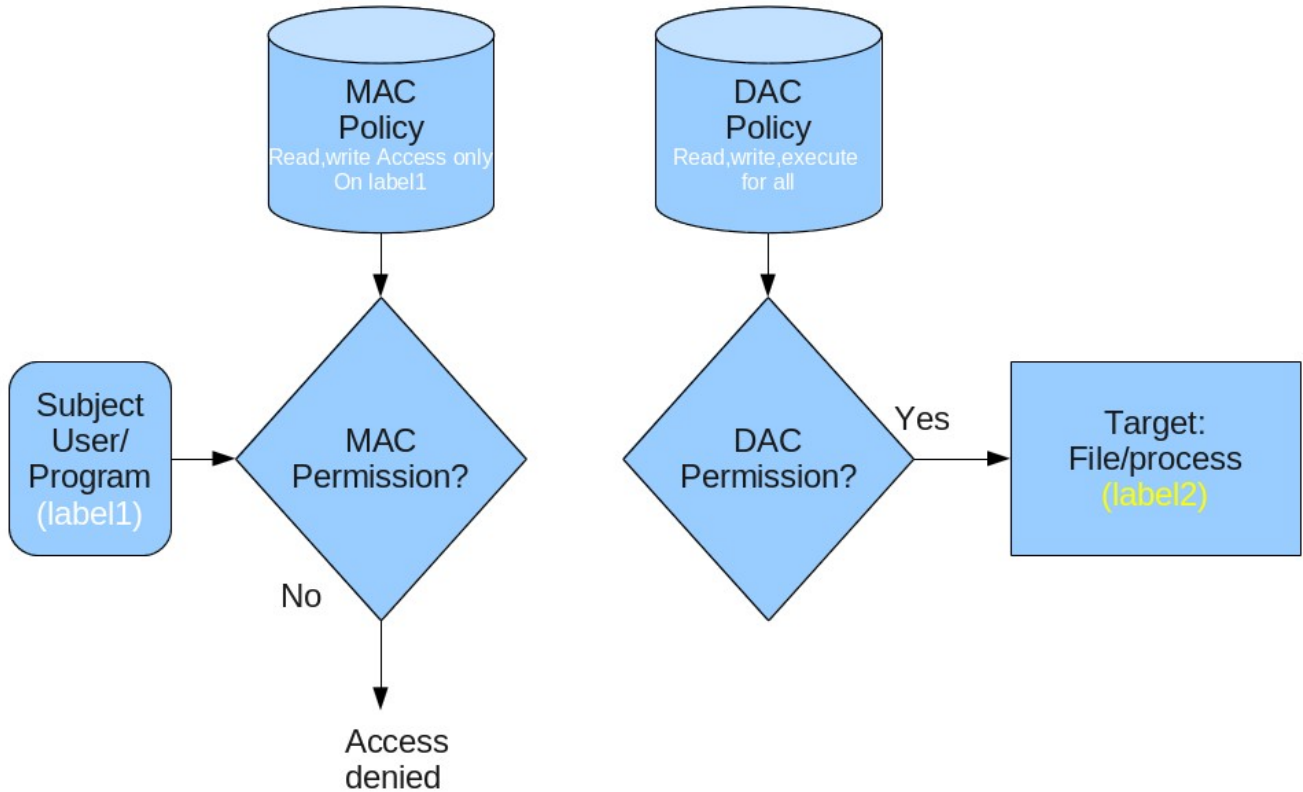 MAC
Policy
Read,write Access only
On label1
DAC
Policy
Read,write,execute
for all
Subject
User/
Program
(label1)
MAC
Permission?
DAC
Permission?
Yes
Target:
File/process
(label2)
No
Access
denied